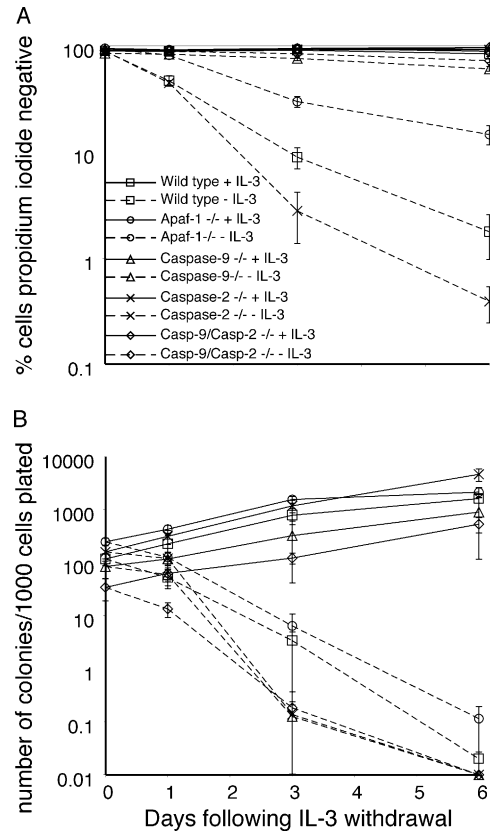 A
% cells propidium iodide negative
100
10
1
0.1
Wild type + IL-3
Wild type - IL-3
Apaf-1 -/- + IL-3
Apaf-1-/- - IL-3
Caspase-9 -/- + IL-3
Caspase-9-/- - IL-3
Caspase-2 -/- + IL-3
Caspase-2 -/- - IL-3
Casp-9/Casp-2 -/- + IL-3
Casp-9/Casp-2 -/- - IL-3
B
number of colonies/1000 cells plated
10000
1000
100
10
1
0.1
0.01
0 1 2 3 4 5 6
Days following IL-3 withdrawal